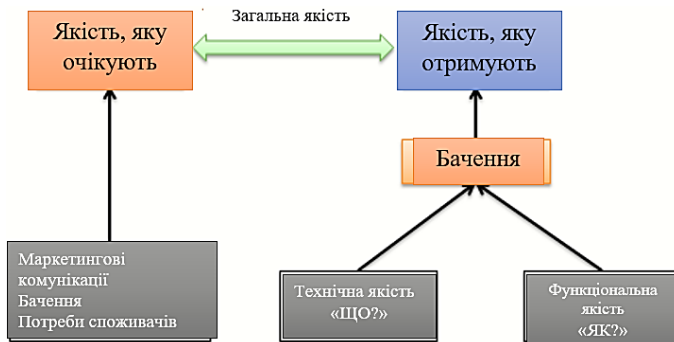 Загальна якість
Якість, яку
очікують
Якість, яку
отримують
Бачення
Маркетингові
комунікації
Бачення
Потреби споживачів
Технічна якість
«ЩО?»
Функціональна
якість
«ЯК?»